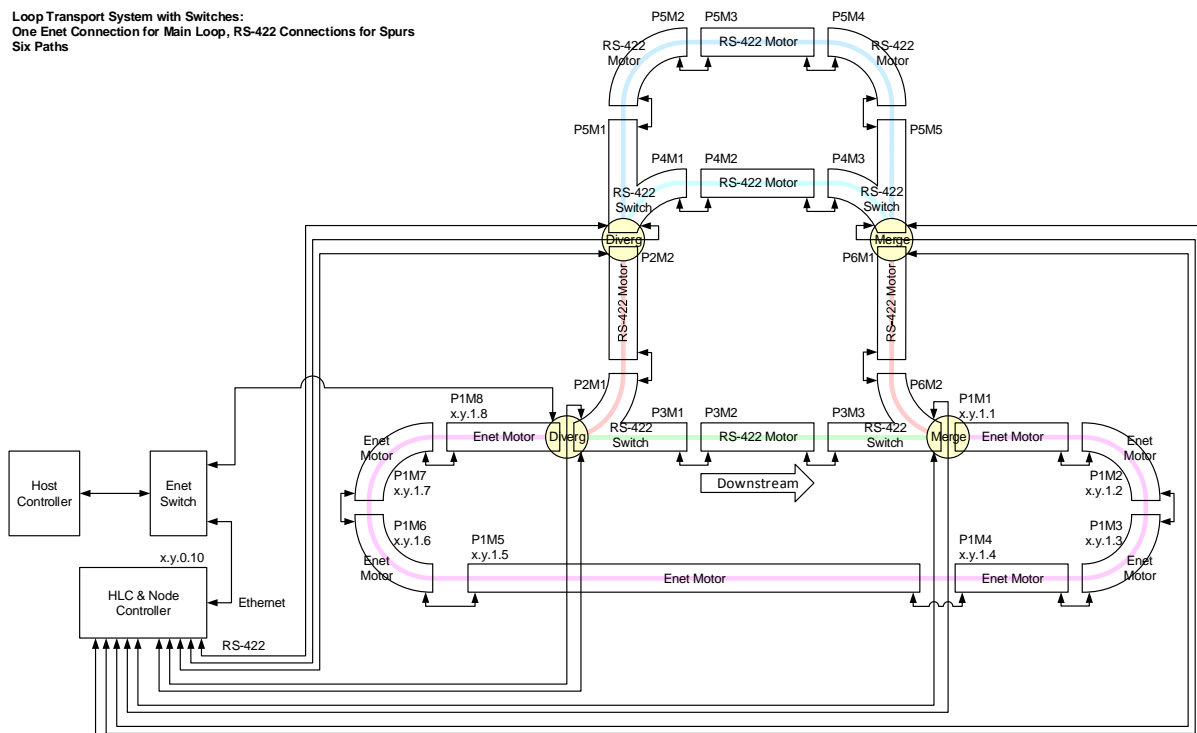 Loop Transport System with Switches:
One Enet Connection for Main Loop, RS-422 Connections for Spurs
Six Paths
P5M2
P5M3
P5M4
RS-422
Motor
RS-422 Motor
RS-422
Motor
P5M1
P5M5
P4M1
P4M2
P4M3
RS-422
Switch
RS-422 Motor
RS-422
Switch
Diverg
Merge
P2M2
P6M1
RS-422 Motor
RS-422 Motor
P2M1
P6M2
P1M8
x.y.1.8
P3M1
P3M2
P3M3
P1M1
x.y.1.1
Enet
Motor
Enet Motor
Diverg
RS-422
Switch
RS-422 Motor
RS-422
Switch
Merge
Enet Motor
Enet
Motor
Host
Controller
Enet
Switch
P1M7
x.y.1.7
Downstream
P1M2
x.y.1.2
P1M6
x.y.1.6
P1M5
x.y.1.5
P1M4
x.y.1.4
P1M3
x.y.1.3
x.y.0.10
Enet
Motor
Enet Motor
Enet Motor
Enet
Motor
HLC & Node
Controller
Ethernet
RS-422